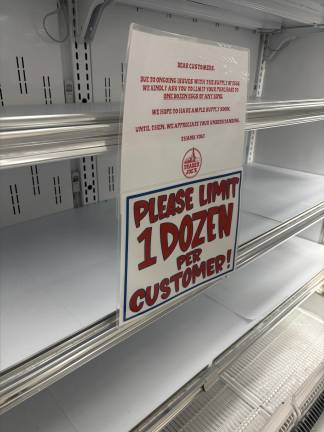 DEAR CUSTOMERS,
DUE TO ONGOING ISSUES WITH THE SUPPLY OF EGGS
WE KINDLY ASK YOU TO LIMIT YOUR PURCHASE TO
ONE DOZEN EGGS OF ANY KIND.
WE HOPE TO HAVE AMPLE SUPPLY SOON.
UNTIL THEN, WE APPRECIATE YOUR UNDERSTANDING.
THANK YOU!
TRADER
JOE'S
PLEASE LIMIT
1 DOZEN
PER
CUSTOMER!